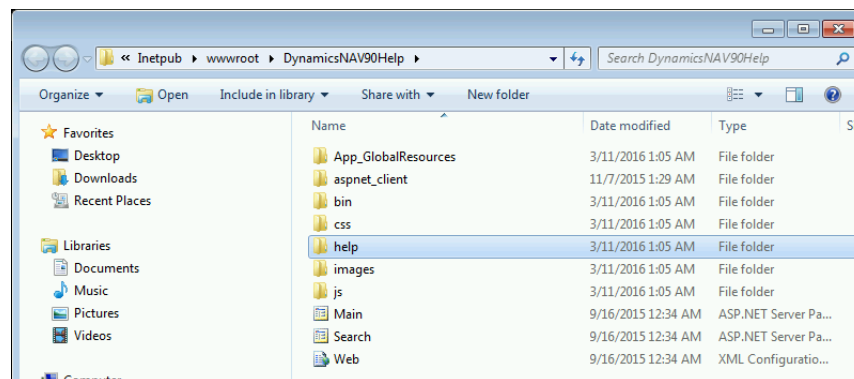 « Inetpub ▸ wwwroot ▸ DynamicsNAV90Help ▸ Search DynamicsNAV90Help
Organize ▾ Open Include in library ▾ Share with ▾ New folder
Name Date modified Type S
Favorites
Desktop
Downloads
Recent Places
Libraries
Documents
Music
Pictures
Videos
App_GlobalResources 3/11/2016 1:05 AM File folder
aspnet_client 11/7/2015 1:29 AM File folder
bin 3/11/2016 1:05 AM File folder
css 3/11/2016 1:05 AM File folder
help 3/11/2016 1:05 AM File folder
images 3/11/2016 1:05 AM File folder
js 3/11/2016 1:05 AM File folder
Main 9/16/2015 12:34 AM ASP.NET Server Pa...
Search 9/16/2015 12:34 AM ASP.NET Server Pa...
Web 9/16/2015 12:34 AM XML Configuratio...